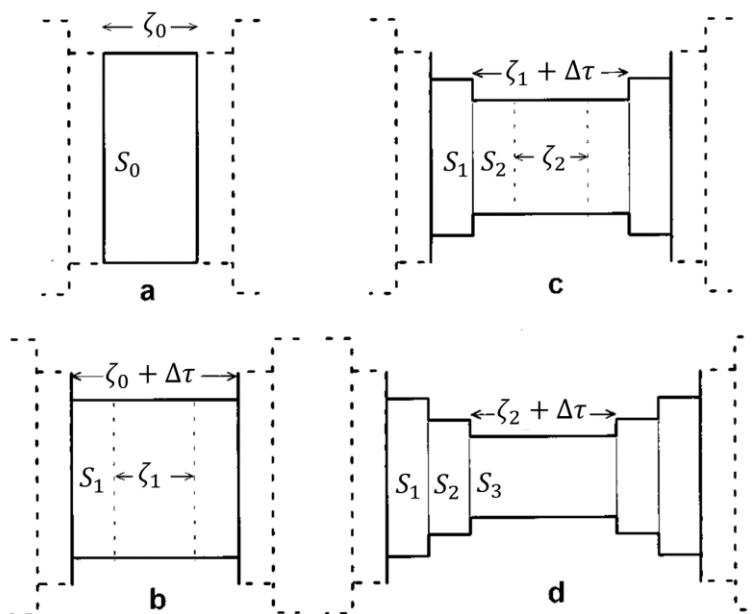 ζ₀
S₀
a
ζ₀ + Δτ
S₁
ζ₁
b
ζ₁ + Δτ
S₁ S₂
ζ₂
c
ζ₂ + Δτ
S₁ S₂ S₃
d